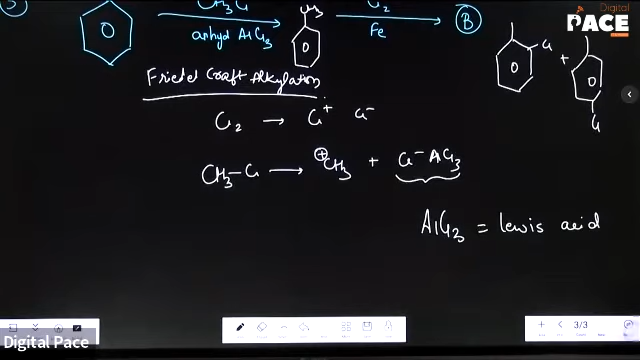 Digital
PACE
CH3Cl
Cl2
anhyd AlCl3
CH3
Fe
B
Cl
+
Cl
Friedel Craft Alkylation
Cl2 → Cl+ Cl-
CH3-Cl → ⊕CH3 + Cl- AlCl3
AlCl3 = lewis acid
3/3
Digital Pace